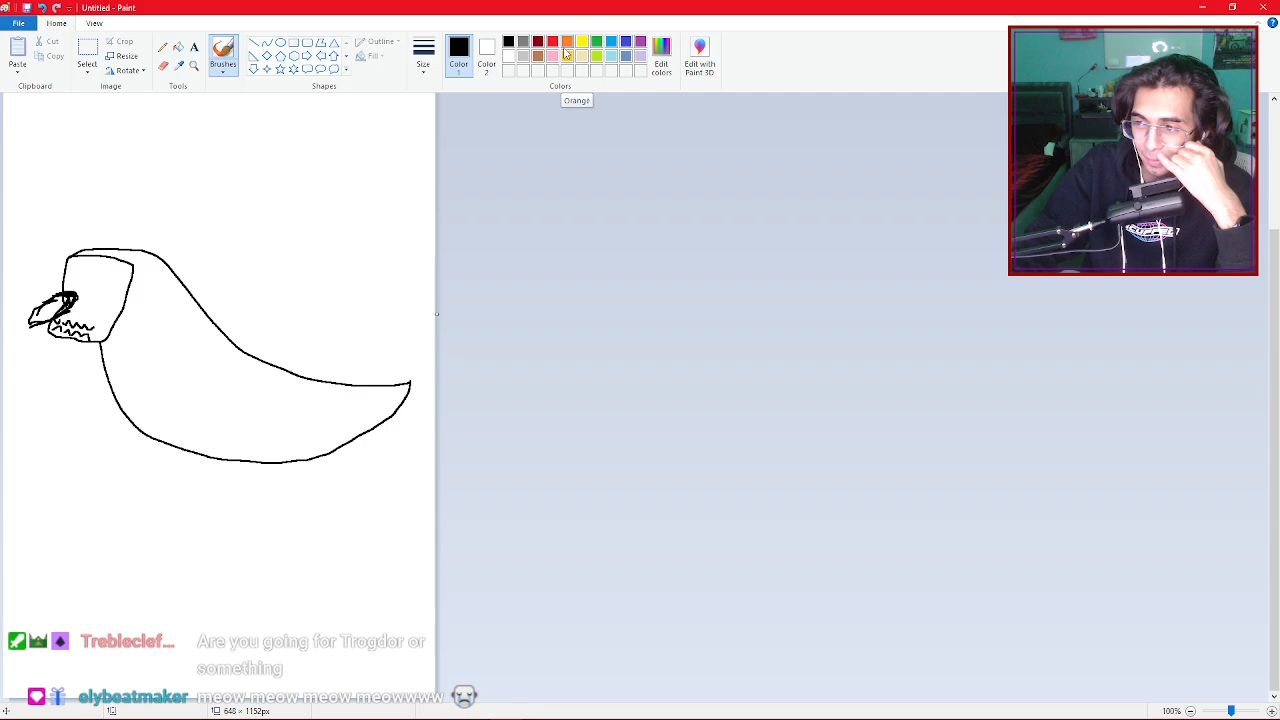 Untitled - Paint
File Home View
Paste Cut Copy Clipboard
Select Crop Resize Rotate Image
Tools
Brushes
Shapes
Outline Fill
Size
Color 1 Color 2
Colors
Edit colors
Edit with Paint 3D
Orange
Trebleclef... Are you going for Trogdor or
something
elybeatmaker meow meow meow meowwww
648 × 1152px
100%